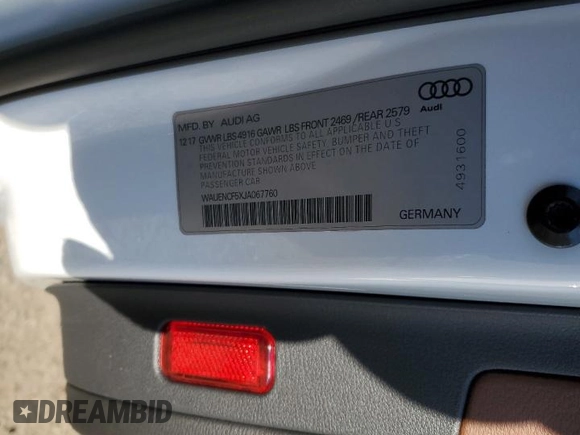 MFD. BY AUDI AG
12 17 GVWR LBS 4916 GAWR LBS FRONT 2469 / REAR 2579
THIS VEHICLE CONFORMS TO ALL APPLICABLE U.S.
FEDERAL MOTOR VEHICLE SAFETY, BUMPER AND THEFT
PREVENTION STANDARDS IN EFFECT ON THE DATE OF
MANUFACTURE SHOWN ABOVE.
PASSENGER CAR
WAUENCF5XJA067760
GERMANY
Audi
4931600
DREAMBID